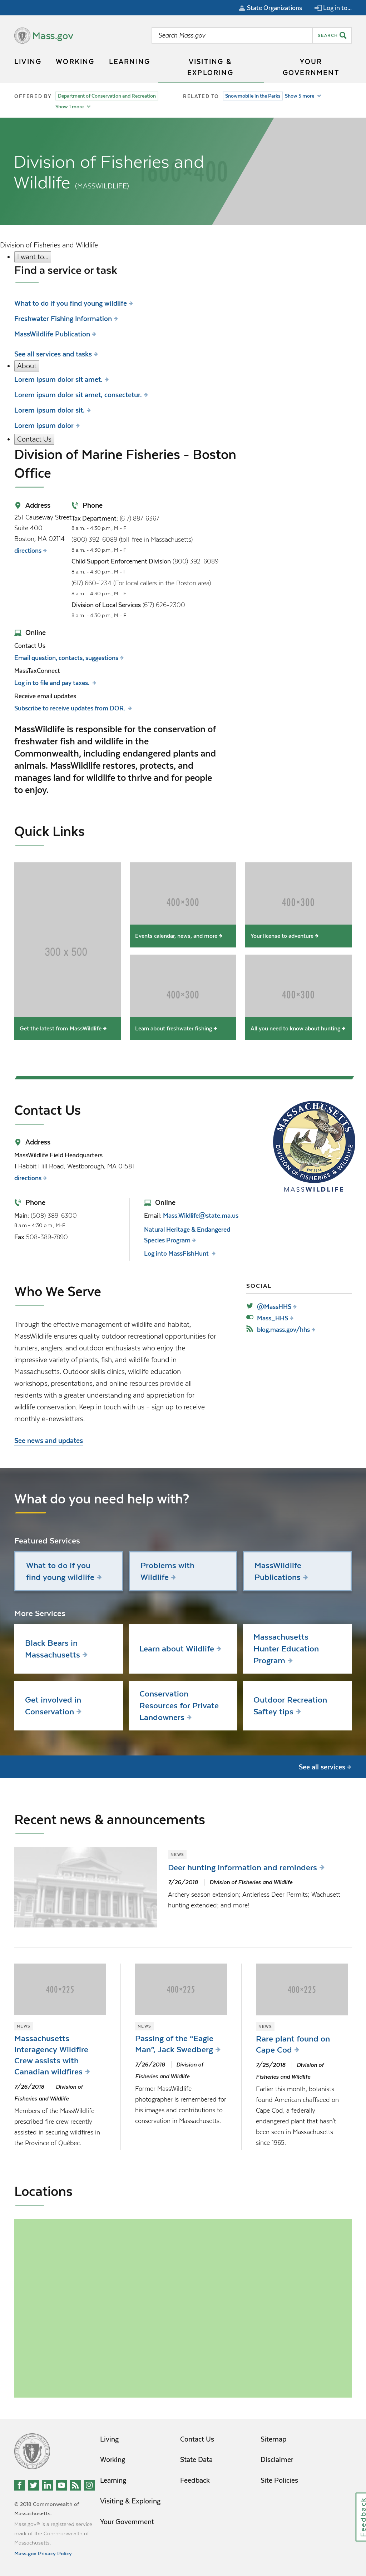 State Organizations
Log in to...
Mass.gov
Search Mass.gov
SEARCH
LIVING
WORKING
LEARNING
VISITING &
EXPLORING
YOUR
GOVERNMENT
OFFERED BY
Department of Conservation and Recreation
Show 1 more
RELATED TO
Snowmobile in the Parks
Show 5 more
1600×400
Division of Fisheries and
Wildlife (MASSWILDLIFE)
Division of Fisheries and Wildlife
I want to...
Find a service or task
What to do if you find young wildlife
Freshwater Fishing Information
MassWildlife Publication
See all services and tasks
About
Lorem ipsum dolor sit amet.
Lorem ipsum dolor sit amet, consectetur.
Lorem ipsum dolor sit.
Lorem ipsum dolor
Contact Us
Division of Marine Fisheries - Boston
Office
Address
251 Causeway Street
Suite 400
Boston, MA 02114
directions
Phone
Tax Department: (617) 887-6367
8 a.m. - 4:30 p.m., M - F
(800) 392-6089 (toll-free in Massachusetts)
8 a.m. - 4:30 p.m., M - F
Child Support Enforcement Division (800) 392-6089
8 a.m. - 4:30 p.m., M - F
(617) 660-1234 (For local callers in the Boston area)
8 a.m. - 4:30 p.m., M - F
Division of Local Services (617) 626-2300
8 a.m. - 4:30 p.m., M - F
Online
Contact Us
Email question, contacts, suggestions
MassTaxConnect
Log in to file and pay taxes.
Receive email updates
Subscribe to receive updates from DOR.
MassWildlife is responsible for the conservation of
freshwater fish and wildlife in the
Commonwealth, including endangered plants and
animals. MassWildlife restores, protects, and
manages land for wildlife to thrive and for people
to enjoy.
Quick Links
300 x 500
Get the latest from MassWildlife
400×300
Events calendar, news, and more
400×300
Your license to adventure
400×300
Learn about freshwater fishing
400×300
All you need to know about hunting
Contact Us
Address
MassWildlife Field Headquarters
1 Rabbit Hill Road, Westborough, MA 01581
directions
Phone
Main: (508) 389-6300
8 a.m - 4:30 p.m., M-F
Fax 508-389-7890
Online
Email: Mass.Wildlife@state.ma.us
Natural Heritage & Endangered
Species Program
Log into MassFishHunt
MASSACHUSETTS
DIVISION OF FISHERIES & WILDLIFE
MASSWILDLIFE
Who We Serve
Through the effective management of wildlife and habitat,
MassWildlife ensures quality outdoor recreational opportunities for
hunters, anglers, and outdoor enthusiasts who enjoy the
impressive variety of plants, fish, and wildlife found in
Massachusetts. Outdoor skills clinics, wildlife education
workshops, presentations, and online resources provide all
residents with a greater understanding and appreciation for
wildlife conservation. Keep in touch with us – sign up to receive
monthly e-newsletters.
See news and updates
SOCIAL
@MassHHS
Mass_HHS
blog.mass.gov/hhs
What do you need help with?
Featured Services
What to do if you
find young wildlife
Problems with
Wildlife
MassWildlife
Publications
More Services
Black Bears in
Massachusetts
Learn about Wildlife
Massachusetts
Hunter Education
Program
Get involved in
Conservation
Conservation
Resources for Private
Landowners
Outdoor Recreation
Saftey tips
See all services
Recent news & announcements
NEWS
Deer hunting information and reminders
7/26/2018 Division of Fisheries and Wildlife
Archery season extension; Antlerless Deer Permits; Wachusett
hunting extended; and more!
400×225
NEWS
Massachusetts
Interagency Wildfire
Crew assists with
Canadian wildfires
7/26/2018 Division of
Fisheries and Wildlife
Members of the MassWildlife
prescribed fire crew recently
assisted in securing wildfires in
the Province of Québec.
400×225
NEWS
Passing of the “Eagle
Man”, Jack Swedberg
7/26/2018 Division of
Fisheries and Wildlife
Former MassWildlife
photographer is remembered for
his images and contributions to
conservation in Massachusetts.
400×225
NEWS
Rare plant found on
Cape Cod
7/25/2018 Division of
Fisheries and Wildlife
Earlier this month, botanists
found American chaffseed on
Cape Cod, a federally
endangered plant that hasn't
been seen in Massachusetts
since 1965.
Locations
Living
Working
Learning
Visiting & Exploring
Your Government
Contact Us
State Data
Feedback
Sitemap
Disclaimer
Site Policies
© 2018 Commonwealth of
Massachusetts.
Mass.gov® is a registered service
mark of the Commonwealth of
Massachusetts.
Mass.gov Privacy Policy
Feedback